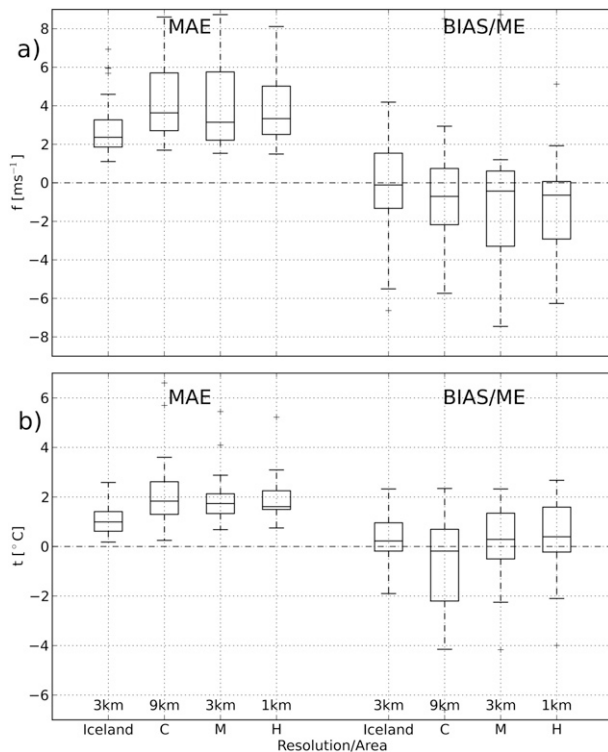 MAE BIAS/ME
a)
8
6
4
2
0
−2
−4
−6
8
f [ms⁻¹]
MAE BIAS/ME
b)
6
4
2
0
−2
−4
−6
t [°C]
3km 9km 3km 1km 3km 9km 3km 1km
Iceland C M H Iceland C M H
Resolution/Area